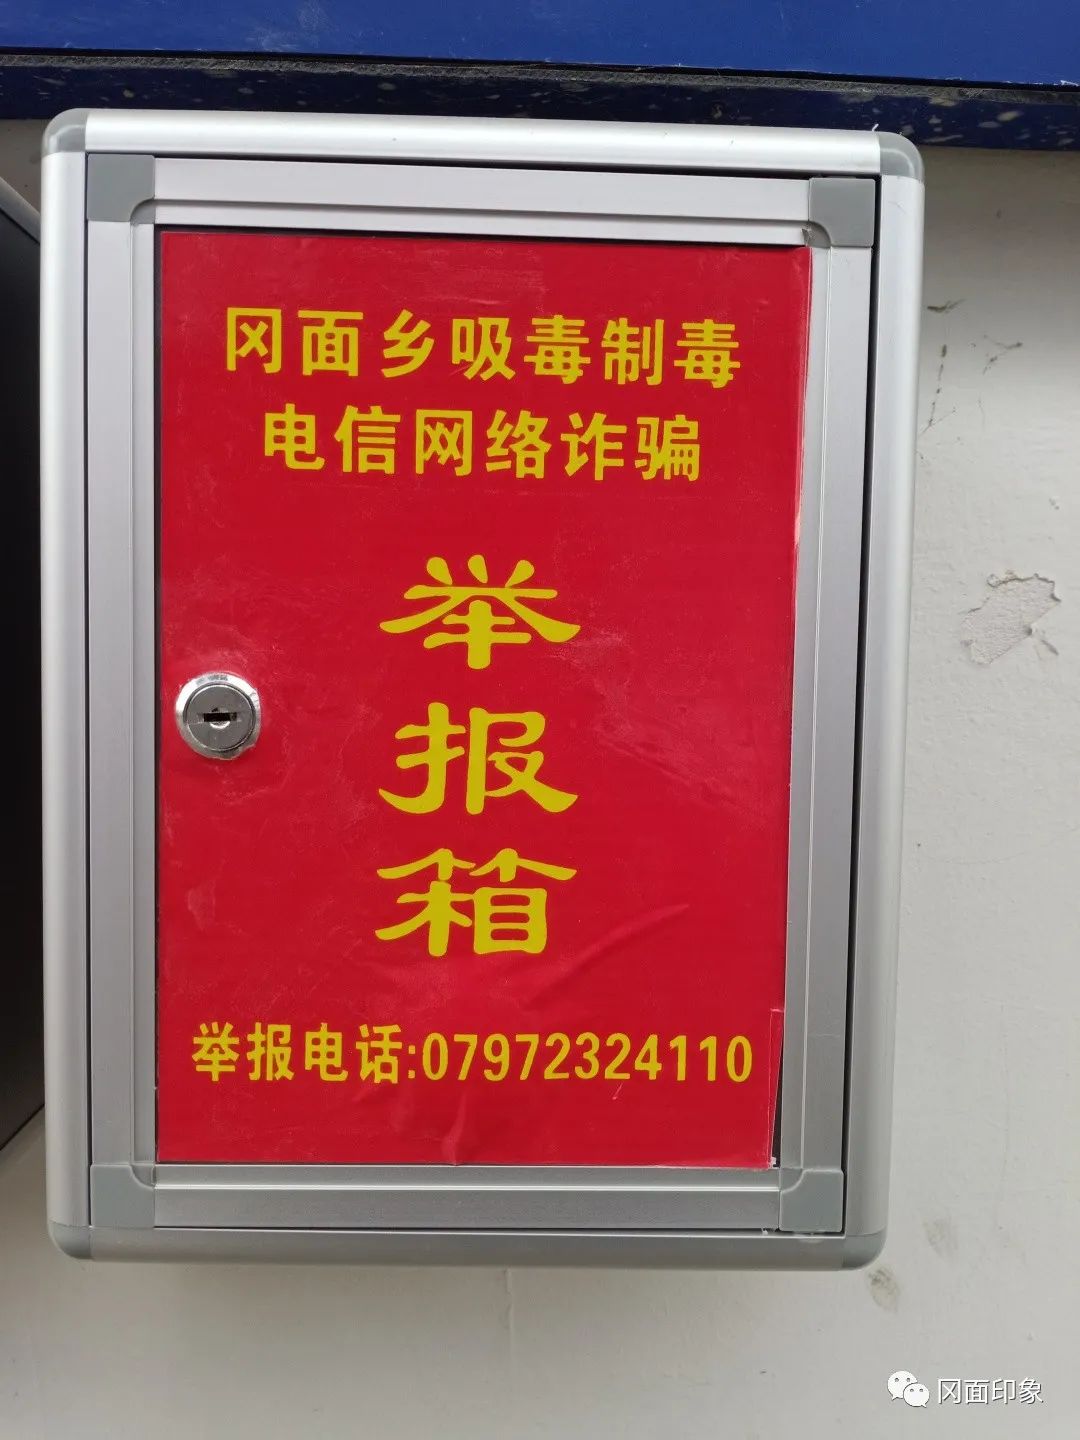 冈面乡吸毒制毒
电信网络诈骗
举
报
箱
举报电话:07972324110
冈面印象